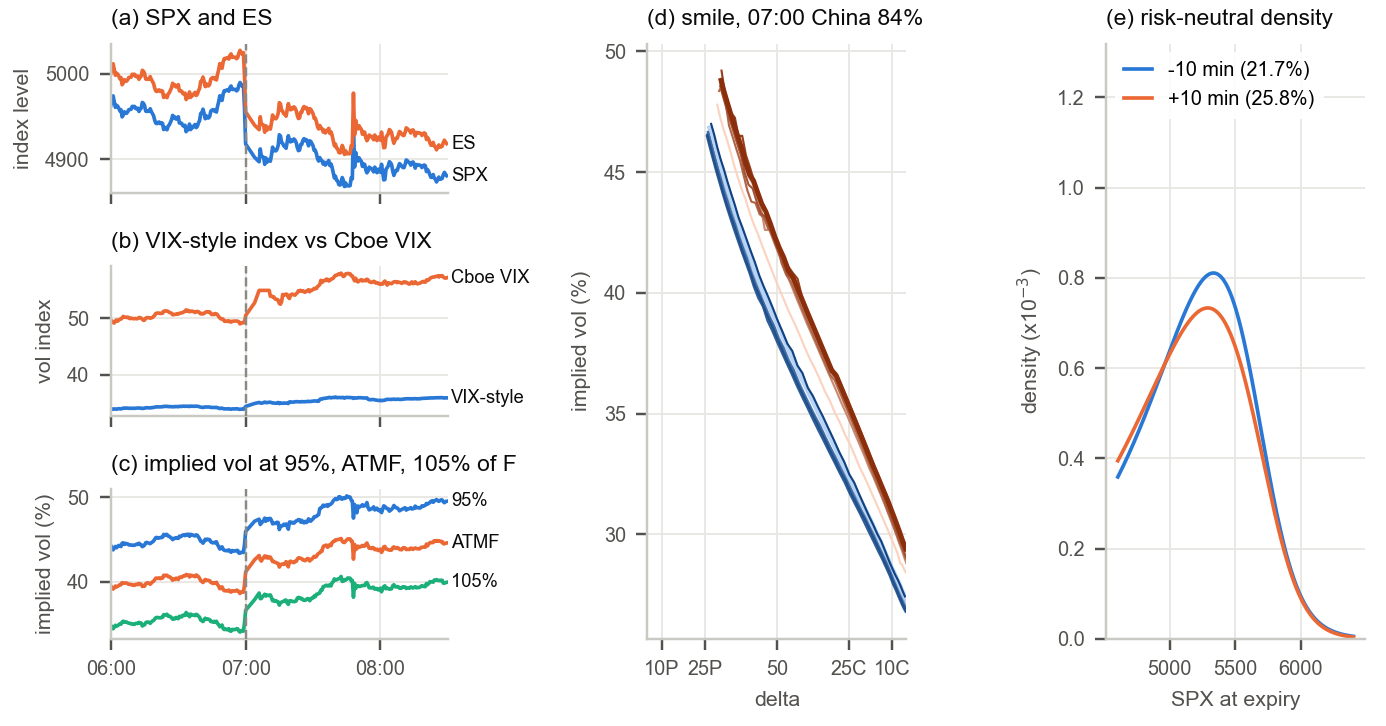 (a) SPX and ES
index level
5000
4900
ES
SPX
(b) VIX-style index vs Cboe VIX
vol index
50
40
Cboe VIX
VIX-style
(c) implied vol at 95%, ATMF, 105% of F
implied vol (%)
50
40
95%
ATMF
105%
06:00 07:00 08:00
(d) smile, 07:00 China 84%
implied vol (%)
50
45
40
35
30
10P 25P 50 25C 10C
delta
(e) risk-neutral density
-10 min (21.7%)
+10 min (25.8%)
density (x10⁻³)
1.2
1.0
0.8
0.6
0.4
0.2
0.0
5000 5500 6000
SPX at expiry